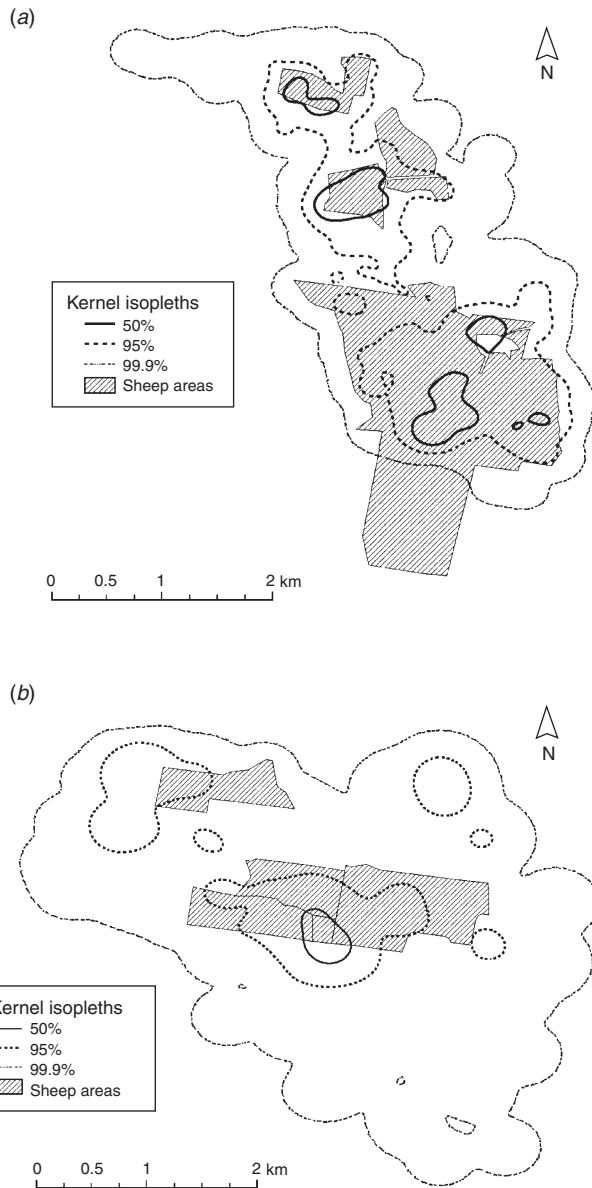 (a)
N
Kernel isopleths
50%
95%
99.9%
Sheep areas
0 0.5 1 2 km
(b)
N
Kernel isopleths
50%
95%
99.9%
Sheep areas
0 0.5 1 2 km